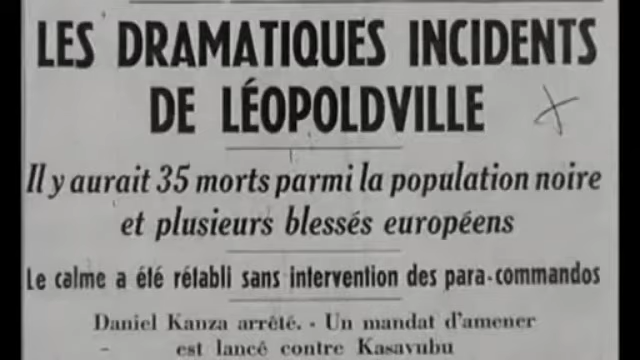 LES DRAMATIQUES INCIDENTS
DE LÉOPOLDVILLE
Il y aurait 35 morts parmi la population noire
et plusieurs blessés européens
Le calme a été rétabli sans intervention des para-commandos
Daniel Kanza arrêté. - Un mandat d'amener
est lancé contre Kasavubu